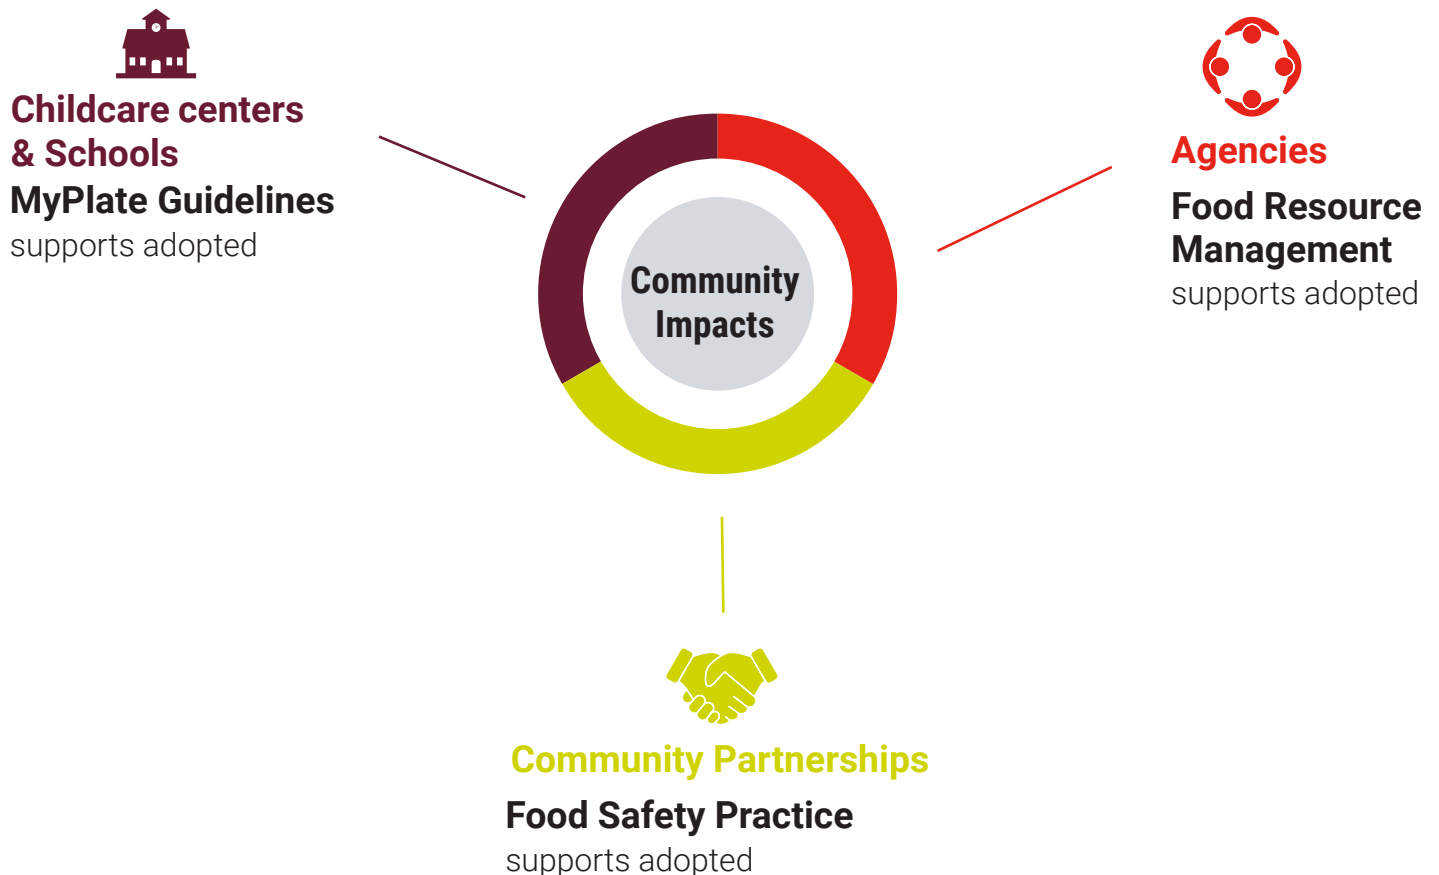 Childcare centers
& Schools
MyPlate Guidelines
supports adopted
Community
Impacts
Agencies
Food Resource
Management
supports adopted
Community Partnerships
Food Safety Practice
supports adopted